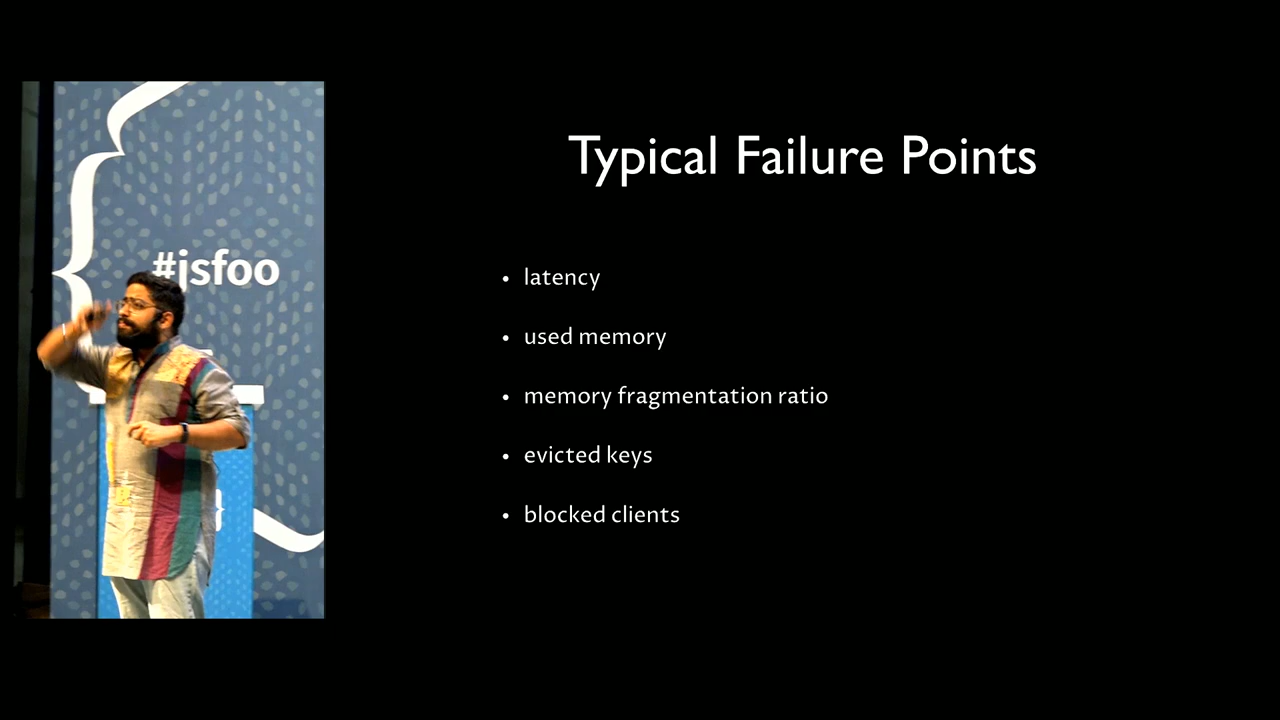 #jsfoo
Typical Failure Points
• latency
• used memory
• memory fragmentation ratio
• evicted keys
• blocked clients